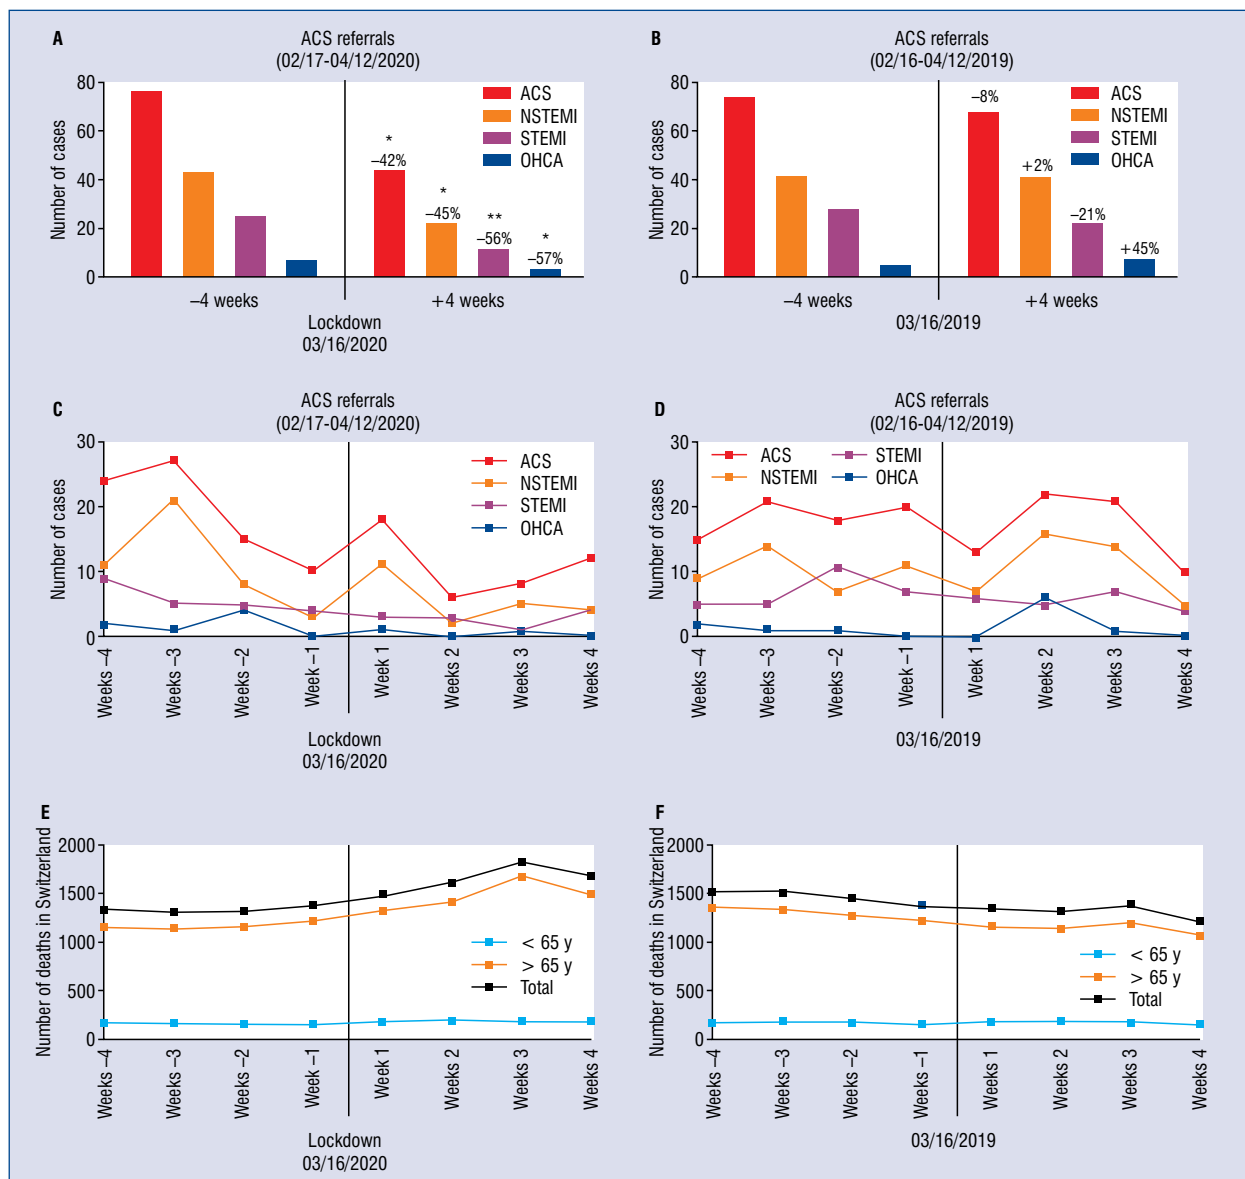 A
ACS referrals
(02/17-04/12/2020)
Number of cases
80
60
40
20
0
ACS
NSTEMI
STEMI
OHCA
*
–42%
*
–45%
**
–56%
*
–57%
–4 weeks
+4 weeks
Lockdown
03/16/2020
B
ACS referrals
(02/16-04/12/2019)
Number of cases
80
60
40
20
0
ACS
NSTEMI
STEMI
OHCA
–8%
+2%
–21%
+45%
–4 weeks
+4 weeks
03/16/2019
C
ACS referrals
(02/17-04/12/2020)
Number of cases
30
20
10
0
ACS
NSTEMI
STEMI
OHCA
Weeks –4
Weeks –3
Weeks –2
Week –1
Week 1
Weeks 2
Weeks 3
Weeks 4
Lockdown
03/16/2020
D
ACS referrals
(02/16-04/12/2019)
Number of cases
30
20
10
0
ACS
NSTEMI
STEMI
OHCA
Weeks –4
Weeks –3
Weeks –2
Weeks –1
Week 1
Weeks 2
Weeks 3
Weeks 4
03/16/2019
E
Number of deaths in Switzerland
2000
1500
1000
500
0
< 65 y
> 65 y
Total
Weeks –4
Weeks –3
Weeks –2
Week –1
Week 1
Weeks 2
Weeks 3
Weeks 4
Lockdown
03/16/2020
F
Number of deaths in Switzerland
2000
1500
1000
500
0
< 65 y
> 65 y
Total
Weeks –4
Weeks –3
Weeks –2
Weeks –1
Weeks 1
Weeks 2
Weeks 3
Weeks 4
03/16/2019